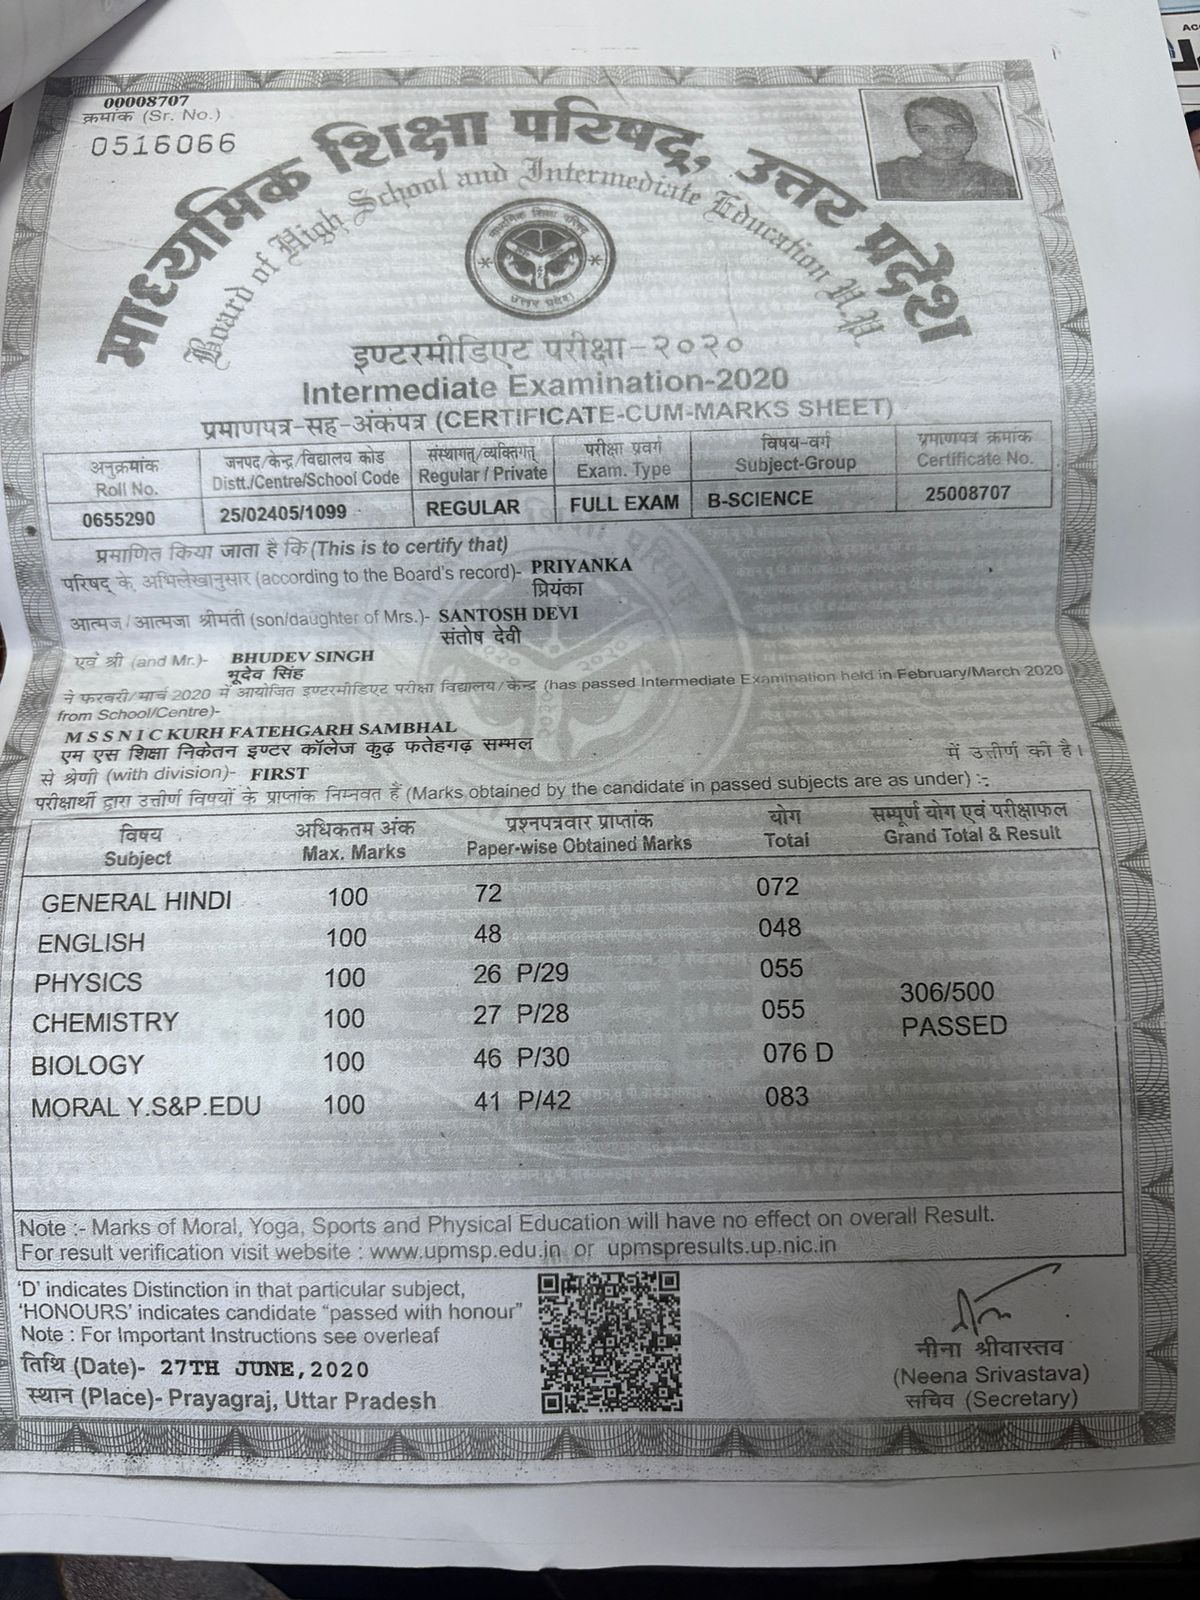 00008707
क्रमांक (Sr. No.)
0516066
माध्यमिक शिक्षा परिषद्, उत्तर प्रदेश
Board of High School and Intermediate Education U.P.
माध्यमिक शिक्षा परिषद
उत्तर प्रदेश
इण्टरमीडिएट परीक्षा-२०२०
Intermediate Examination-2020
प्रमाणपत्र-सह-अंकपत्र (CERTIFICATE-CUM-MARKS SHEET)
अनुक्रमांक जनपद/केन्द्र/विद्यालय कोड संस्थागत्/व्यक्तिगत् परीक्षा प्रवर्ग विषय-वर्ग प्रमाणपत्र क्रमांक
Roll No. Distt./Centre/School Code Regular / Private Exam. Type Subject-Group Certificate No.
0655290 25/02405/1099 REGULAR FULL EXAM B-SCIENCE 25008707
प्रमाणित किया जाता है कि (This is to certify that)
परिषद् के अभिलेखानुसार (according to the Board's record)- PRIYANKA
प्रियंका
आत्मज/आत्मजा श्रीमती (son/daughter of Mrs.)- SANTOSH DEVI
संतोष देवी
एवं श्री (and Mr.)- BHUDEV SINGH
भूदेव सिंह
ने फरवरी/मार्च 2020 में आयोजित इण्टरमीडिएट परीक्षा विद्यालय/केन्द्र (has passed Intermediate Examination held in February/March 2020
from School/Centre)-
M S S N I C KURH FATEHGARH SAMBHAL
एम एस शिक्षा निकेतन इण्टर कॉलेज कुढ़ फतेहगढ़ सम्भल में उत्तीर्ण की है।
से श्रेणी (with division)- FIRST
परीक्षार्थी द्वारा उत्तीर्ण विषयों के प्राप्तांक निम्नवत हैं (Marks obtained by the candidate in passed subjects are as under) :-
विषय अधिकतम अंक प्रश्नपत्रवार प्राप्तांक योग सम्पूर्ण योग एवं परीक्षाफल
Subject Max. Marks Paper-wise Obtained Marks Total Grand Total & Result
GENERAL HINDI 100 72 072
ENGLISH 100 48 048
PHYSICS 100 26 P/29 055
306/500
CHEMISTRY 100 27 P/28 055
PASSED
BIOLOGY 100 46 P/30 076 D
MORAL Y.S&P.EDU 100 41 P/42 083
Note :- Marks of Moral, Yoga, Sports and Physical Education will have no effect on overall Result.
For result verification visit website : www.upmsp.edu.in or upmspresults.up.nic.in
'D' indicates Distinction in that particular subject,
'HONOURS' indicates candidate "passed with honour"
Note : For Important Instructions see overleaf
तिथि (Date)- 27TH JUNE,2020
स्थान (Place)- Prayagraj, Uttar Pradesh
नीना श्रीवास्तव
(Neena Srivastava)
सचिव (Secretary)